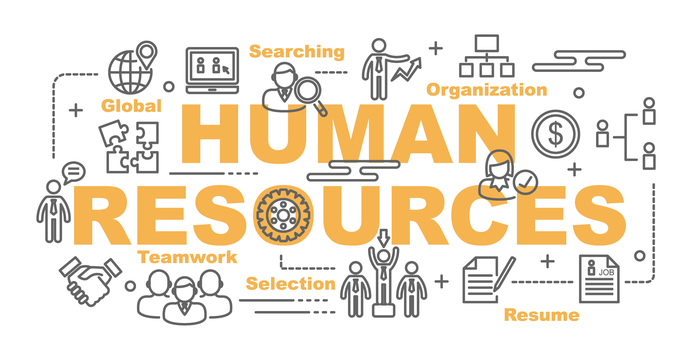 Searching
Global
Organization
HUMAN
$
RESOURCES
Teamwork
Selection
JOB
Resume